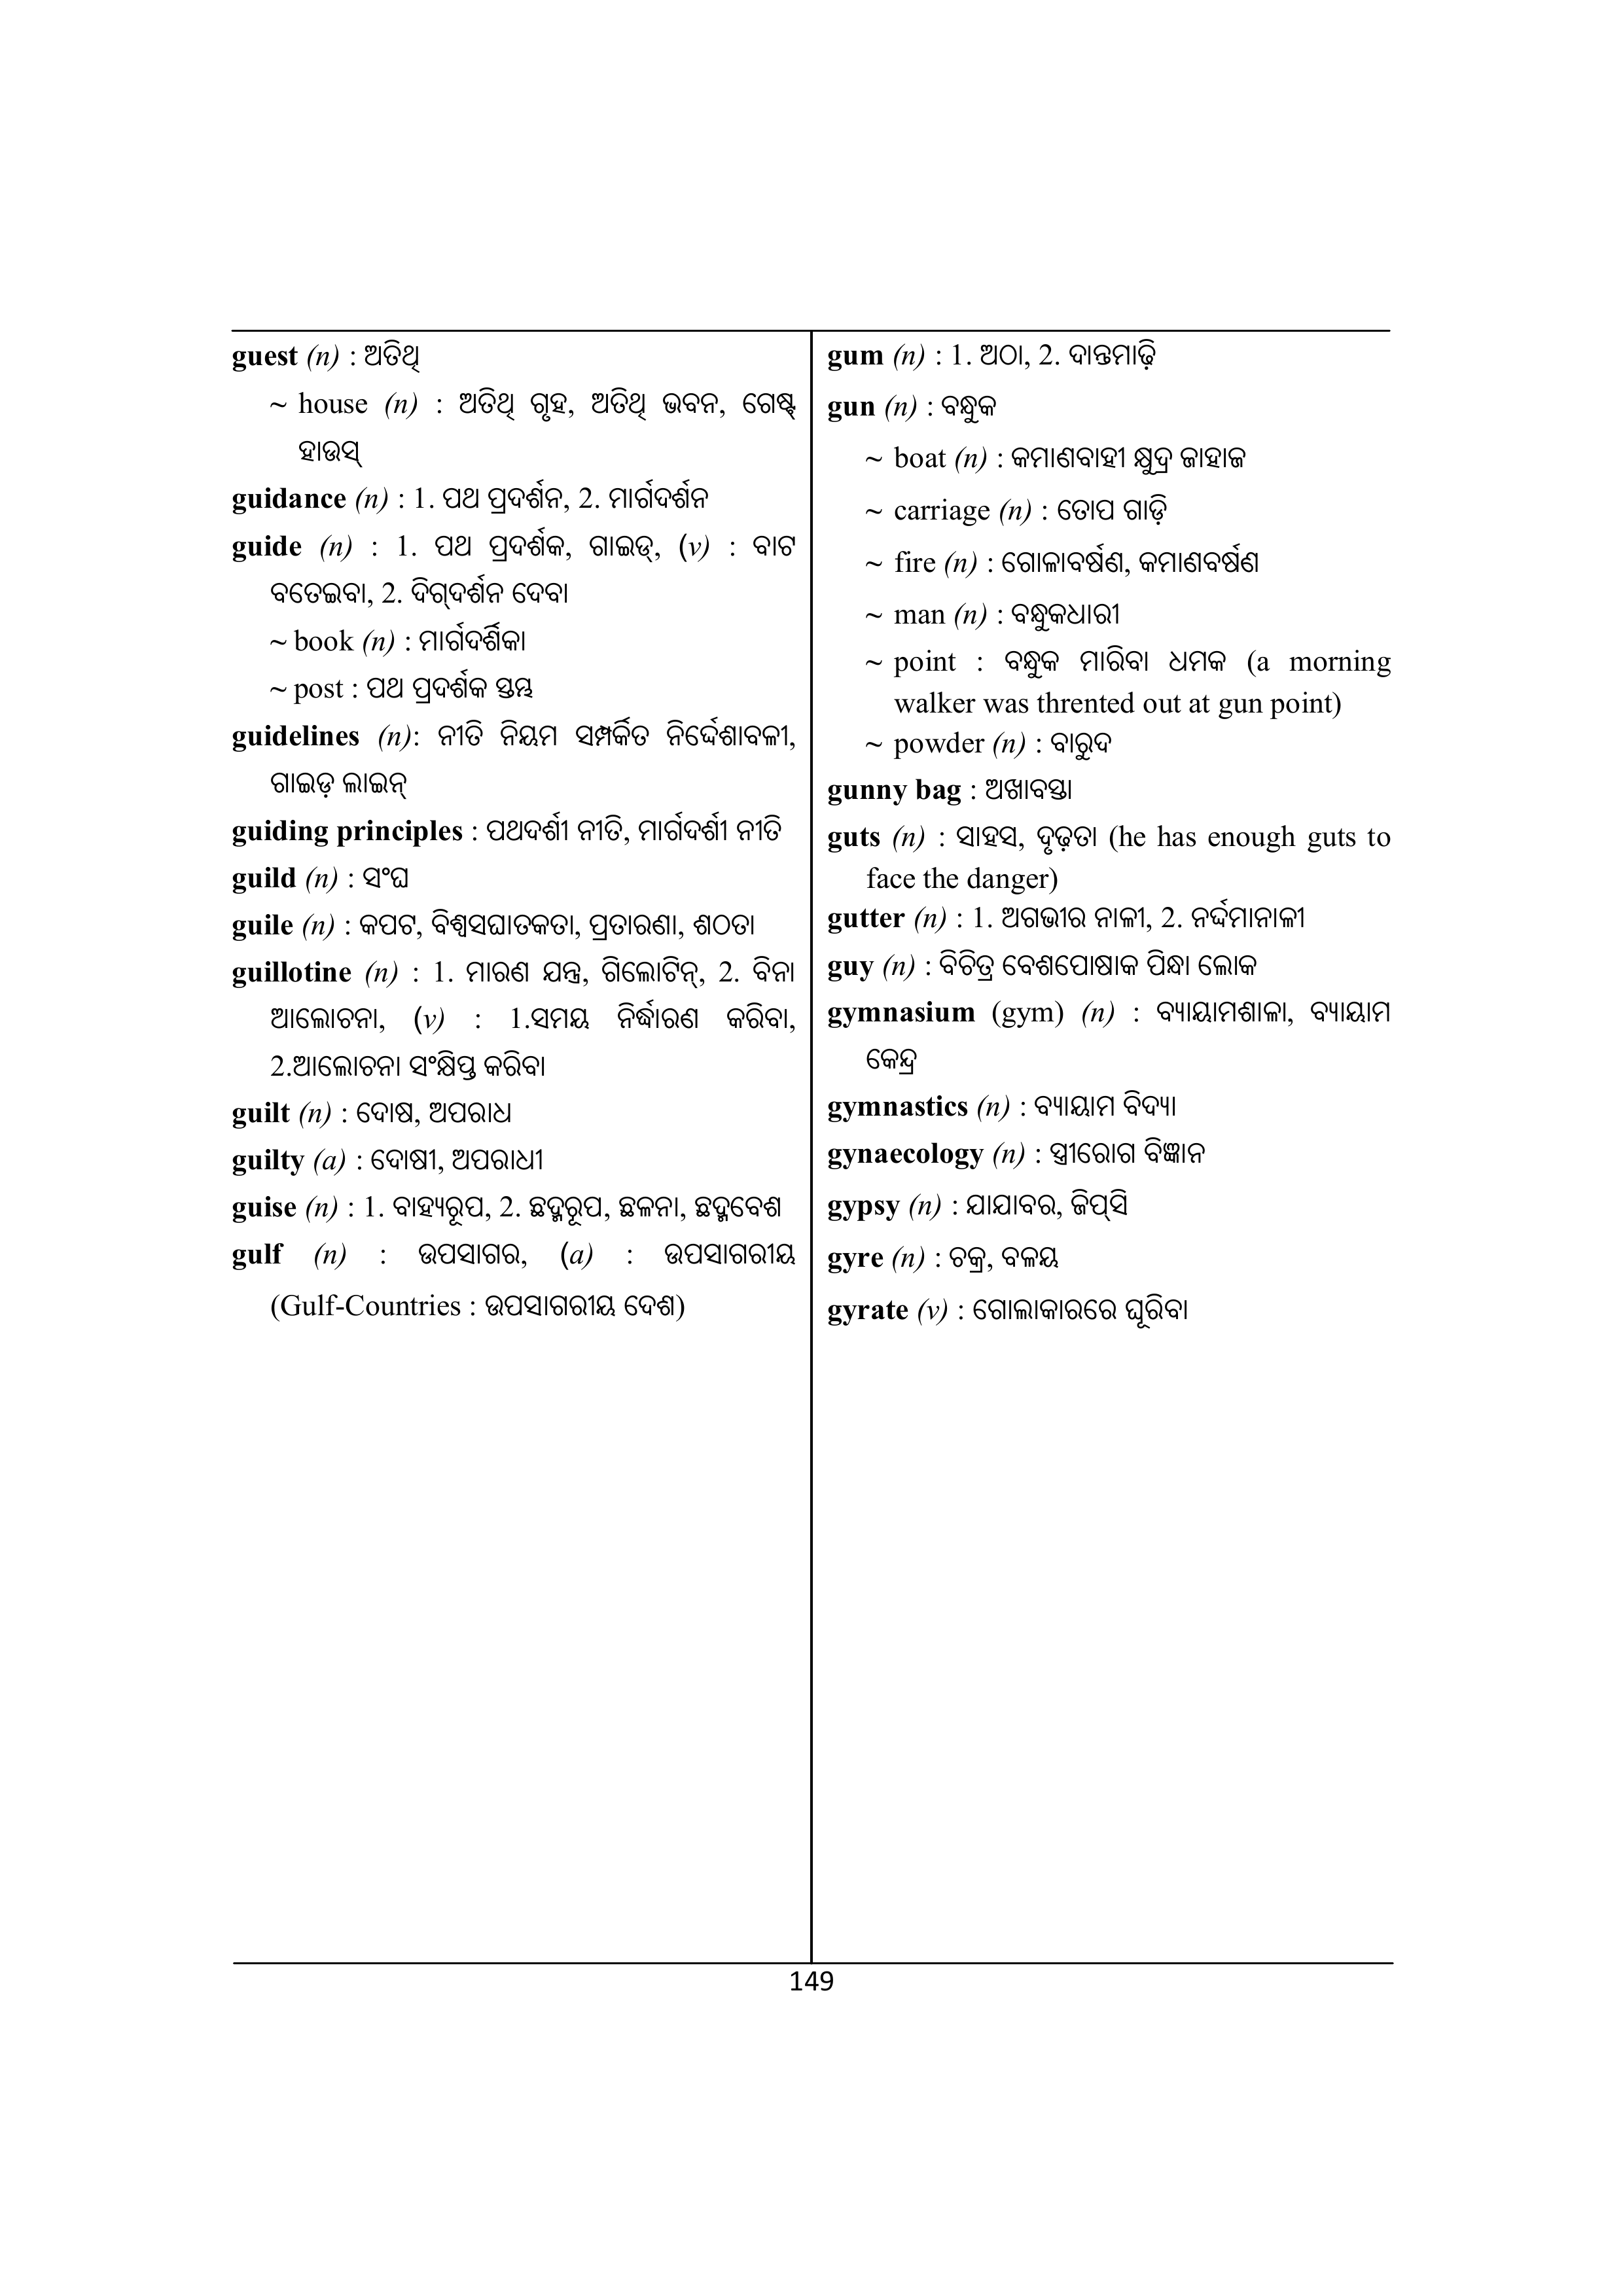 guest (n) : ଅତିଥି
~ house (n) : ଅତିଥି ଗୃହ, ଅତିଥି ଭବନ, ଗେଷ୍ଟ୍
ହାଉସ୍
guidance (n) : 1. ପଥ ପ୍ରଦର୍ଶନ, 2. ମାର୍ଗଦର୍ଶନ
guide (n) : 1. ପଥ ପ୍ରଦର୍ଶକ, ଗାଇଡ୍, (v) : ବାଟ
ବତେଇବା, 2. ଦିଗ୍‌ଦର୍ଶନ ଦେବା
~ book (n) : ମାର୍ଗଦର୍ଶିକା
~ post : ପଥ ପ୍ରଦର୍ଶକ ସ୍ତମ୍ଭ
guidelines (n): ନୀତି ନିୟମ ସମ୍ପର୍କିତ ନିର୍ଦ୍ଦେଶାବଳୀ,
ଗାଇଡ଼ ଲାଇନ୍
guiding principles : ପଥଦର୍ଶୀ ନୀତି, ମାର୍ଗଦର୍ଶୀ ନୀତି
guild (n) : ସଂଘ
guile (n) : କପଟ, ବିଶ୍ୱସଘାତକତା, ପ୍ରତାରଣା, ଶଠତା
guillotine (n) : 1. ମାରଣ ଯନ୍ତ୍ର, ଗିଲୋଟିନ୍, 2. ବିନା
ଆଲୋଚନା, (v) : 1.ସମୟ ନିର୍ଦ୍ଧାରଣ କରିବା,
2.ଆଲୋଚନା ସଂକ୍ଷିପ୍ତ କରିବା
guilt (n) : ଦୋଷ, ଅପରାଧ
guilty (a) : ଦୋଷୀ, ଅପରାଧୀ
guise (n) : 1. ବାହ୍ୟରୂପ, 2. ଛଦ୍ମରୂପ, ଛଳନା, ଛଦ୍ମବେଶ
gulf (n) : ଉପସାଗର, (a) : ଉପସାଗରୀୟ
(Gulf-Countries : ଉପସାଗରୀୟ ଦେଶ)
gum (n) : 1. ଅଠା, 2. ଦାନ୍ତମାଢ଼ି
gun (n) : ବନ୍ଧୁକ
~ boat (n) : କମାଣବାହୀ କ୍ଷୁଦ୍ର ଜାହାଜ
~ carriage (n) : ତୋପ ଗାଡ଼ି
~ fire (n) : ଗୋଳାବର୍ଷଣ, କମାଣବର୍ଷଣ
~ man (n) : ବନ୍ଧୁକଧାରୀ
~ point : ବନ୍ଧୁକ ମାରିବା ଧମକ (a morning
walker was thrented out at gun point)
~ powder (n) : ବାରୁଦ
gunny bag : ଅଖାବସ୍ତା
guts (n) : ସାହସ, ଦୃଢ଼ତା (he has enough guts to
face the danger)
gutter (n) : 1. ଅଗଭୀର ନାଳୀ, 2. ନର୍ଦ୍ଦମାନାଳୀ
guy (n) : ବିଚିତ୍ର ବେଶପୋଷାକ ପିନ୍ଧା ଲୋକ
gymnasium (gym) (n) : ବ୍ୟାୟାମଶାଳା, ବ୍ୟାୟାମ
କେନ୍ଦ୍ର
gymnastics (n) : ବ୍ୟାୟାମ ବିଦ୍ୟା
gynaecology (n) : ସ୍ତ୍ରୀରୋଗ ବିଜ୍ଞାନ
gypsy (n) : ଯାଯାବର, ଜିପ୍‌ସି
gyre (n) : ଚକ୍ର, ବଳୟ
gyrate (v) : ଗୋଲାକାରରେ ଘୂରିବା
149